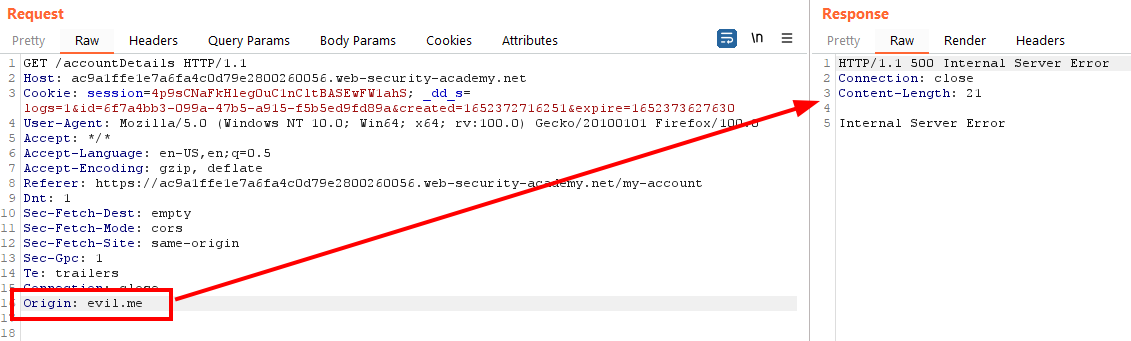 Request
Pretty Raw Headers Query Params Body Params Cookies Attributes \n
1 GET /accountDetails HTTP/1.1
2 Host: ac9a1ffe1e7a6fa4c0d79e2800260056.web-security-academy.net
3 Cookie: session=4p9sCNaFkHlegOuClnCltBASEwFWlahS; _dd_s=
logs=1&id=6f7a4bb3-099a-47b5-a915-f5b5ed9fd89a&created=1652372716251&expire=1652373627630
4 User-Agent: Mozilla/5.0 (Windows NT 10.0; Win64; x64; rv:100.0) Gecko/20100101 Firefox/100.0
5 Accept: */*
6 Accept-Language: en-US,en;q=0.5
7 Accept-Encoding: gzip, deflate
8 Referer: https://ac9a1ffe1e7a6fa4c0d79e2800260056.web-security-academy.net/my-account
9 Dnt: 1
10 Sec-Fetch-Dest: empty
11 Sec-Fetch-Mode: cors
12 Sec-Fetch-Site: same-origin
13 Sec-Gpc: 1
14 Te: trailers
15 Connection: close
16 Origin: evil.me
17
18
Response
Pretty Raw Render Headers
1 HTTP/1.1 500 Internal Server Error
2 Connection: close
3 Content-Length: 21
4
5 Internal Server Error